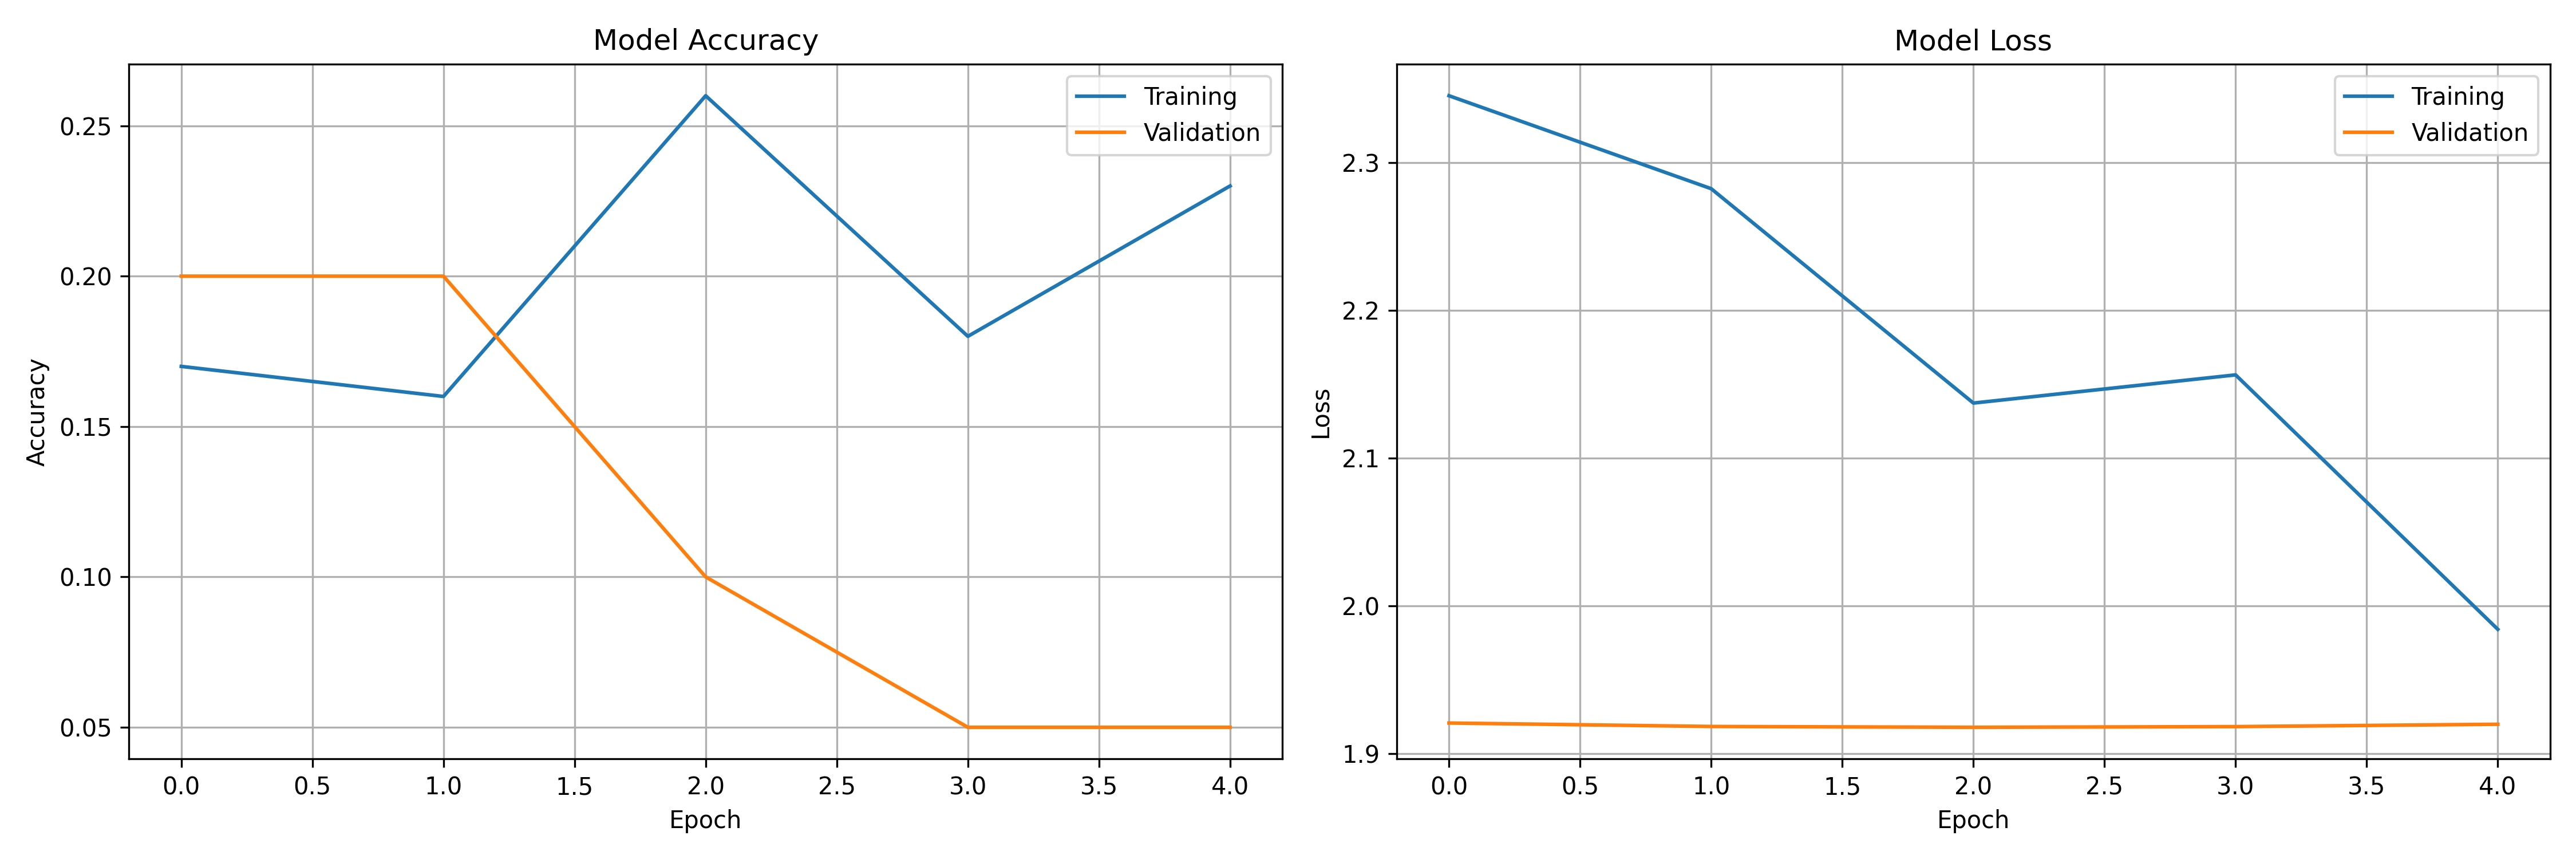 Model Accuracy
Training
Validation
0.25
0.20
0.15
0.10
0.05
Accuracy
0.0 0.5 1.0 1.5 2.0 2.5 3.0 3.5 4.0
Epoch
Model Loss
Training
Validation
2.3
2.2
2.1
2.0
1.9
Loss
0.0 0.5 1.0 1.5 2.0 2.5 3.0 3.5 4.0
Epoch